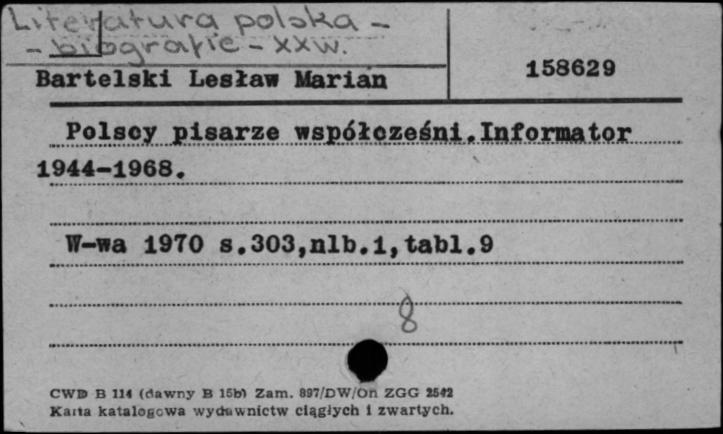 Literatura polska -
- biografie - XXw.
Bartelski Lesław Marian
158629
Polscy pisarze współcześni.Informator
1944-1968.
W-wa 1970 s.303,nlb.1,tabl.9
8
CWD B 114 (dawny B 15b) Zam. 897/DW/On ZGG 2542
Karta katalogowa wydawnictw ciągłych i zwartych.